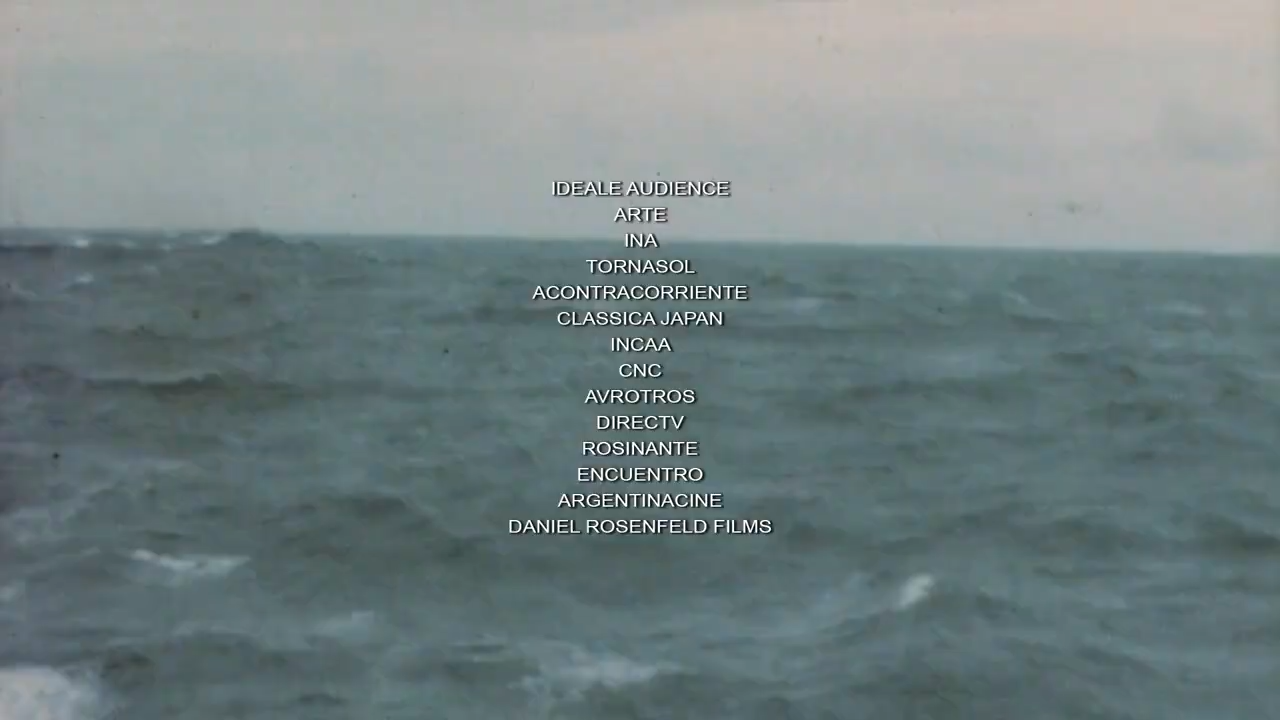 IDEALE AUDIENCE
ARTE
INA
TORNASOL
ACONTRACORRIENTE
CLASSICA JAPAN
INCAA
CNC
AVROTROS
DIRECTV
ROSINANTE
ENCUENTRO
ARGENTINACINE
DANIEL ROSENFELD FILMS